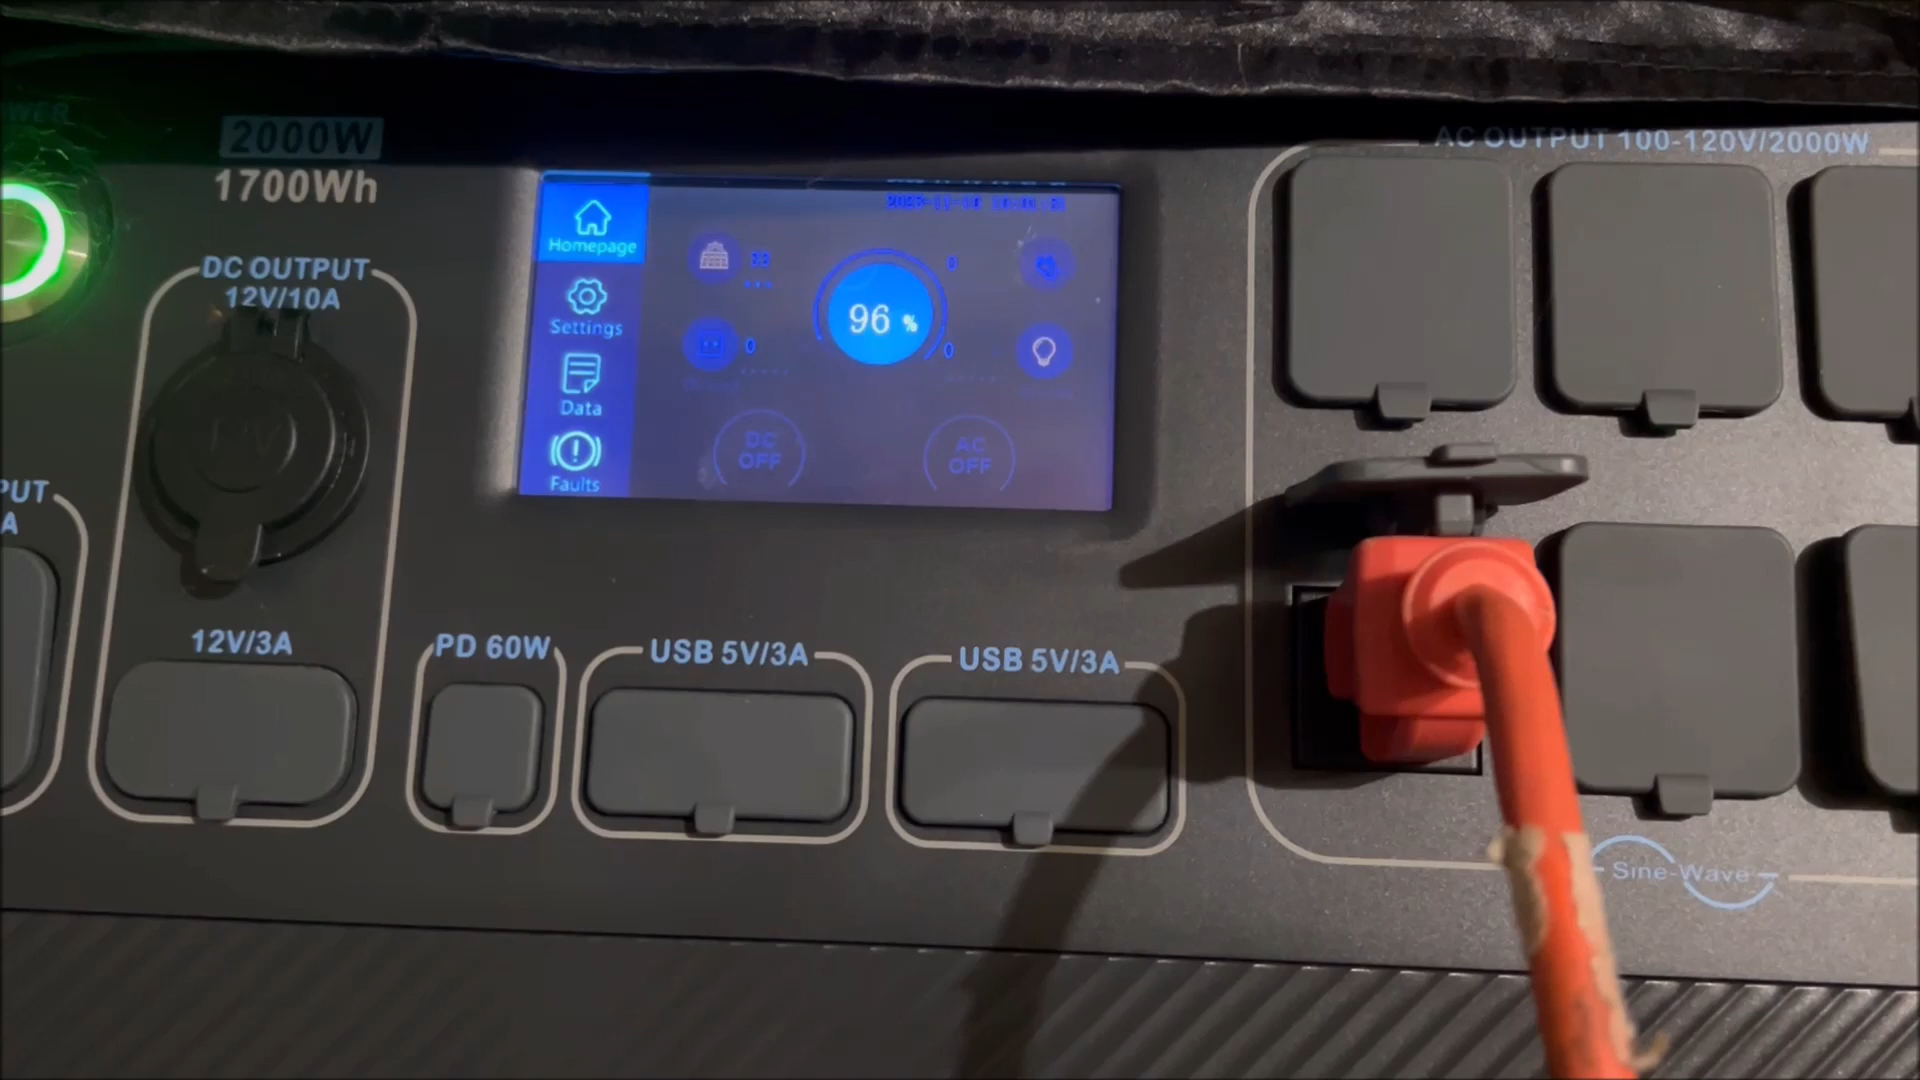 2000W
1700Wh
DC OUTPUT
12V/10A
12V/3A
PD 60W
USB 5V/3A
USB 5V/3A
Homepage
Settings
Data
Faults
96 %
0
0
0
DC
OFF
AC
OFF
AC OUTPUT 100-120V/2000W
Sine-Wave
A